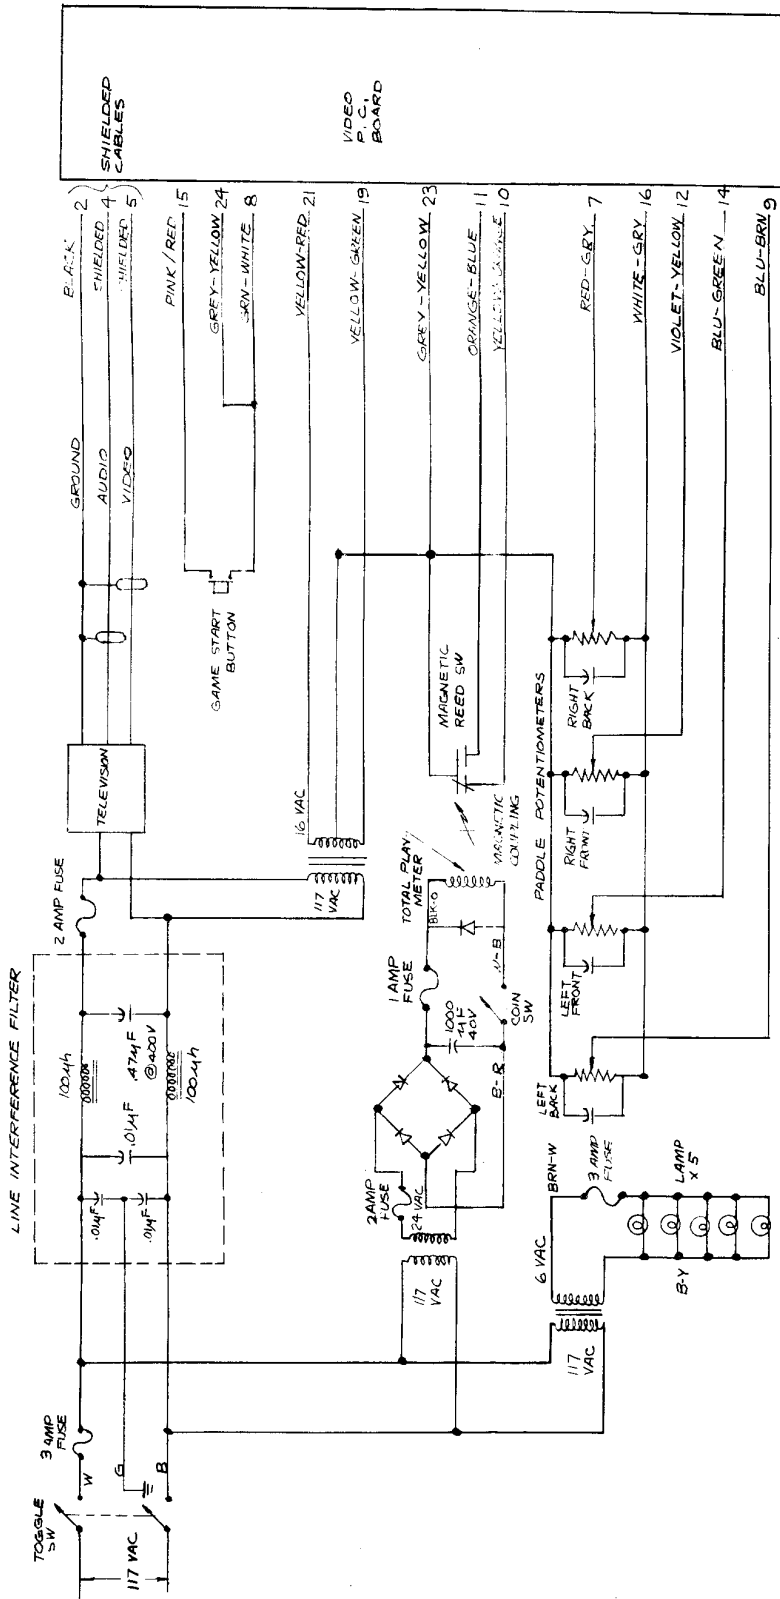 LINE INTERFERENCE FILTER
TOGGLE
SW
117 VAC
3 AMP
FUSE
W
G
B
.01µF
.01µF
.01µF
100µh
.47µF
@400V
100µh
2 AMP FUSE
TELEVISION
GROUND
AUDIO
VIDEO
BLACK
SHIELDED
SHIELDED
2
4
5
SHIELDED
CABLES
GAME START
BUTTON
PINK/RED
15
GREY-YELLOW
24
GRN-WHITE
8
117
VAC
16 VAC
YELLOW-RED
21
YELLOW-GREEN
19
VIDEO
P.C.
BOARD
117
VAC
24 VAC
2 AMP
FUSE
1000
µF
40V
1 AMP
FUSE
B-R
COIN
SW
BLK-O
TOTAL PLAY
METER
MAGNETIC
COUPLING
MAGNETIC
REED SW
GREY-YELLOW
23
ORANGE-BLUE
11
10
PADDLE POTENTIOMETERS
LEFT
BACK
LEFT
FRONT
RIGHT
FRONT
RIGHT
BACK
RED-GRY
7
WHITE-GRY
16
VIOLET-YELLOW
12
BLU-GREEN
14
BLU-BRN
9
117
VAC
6 VAC
BRN-W
3 AMP
FUSE
LAMP
x5
B-Y